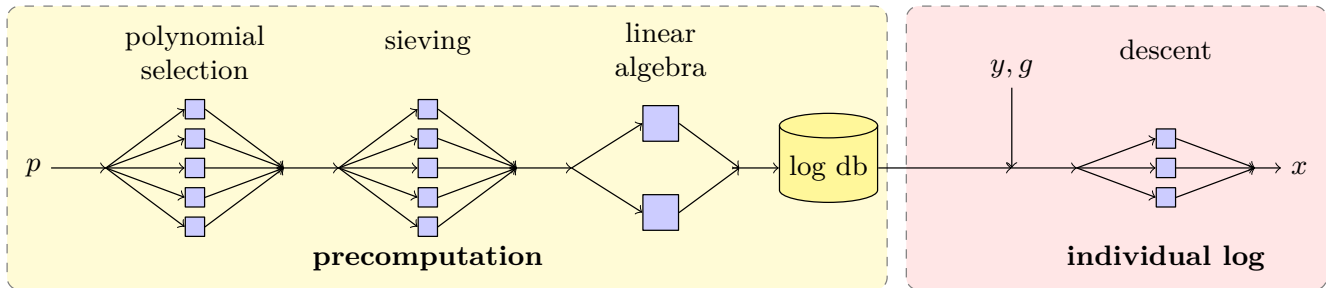 polynomial
selection
sieving
linear
algebra
y, g
descent
p
log db
x
precomputation
individual log